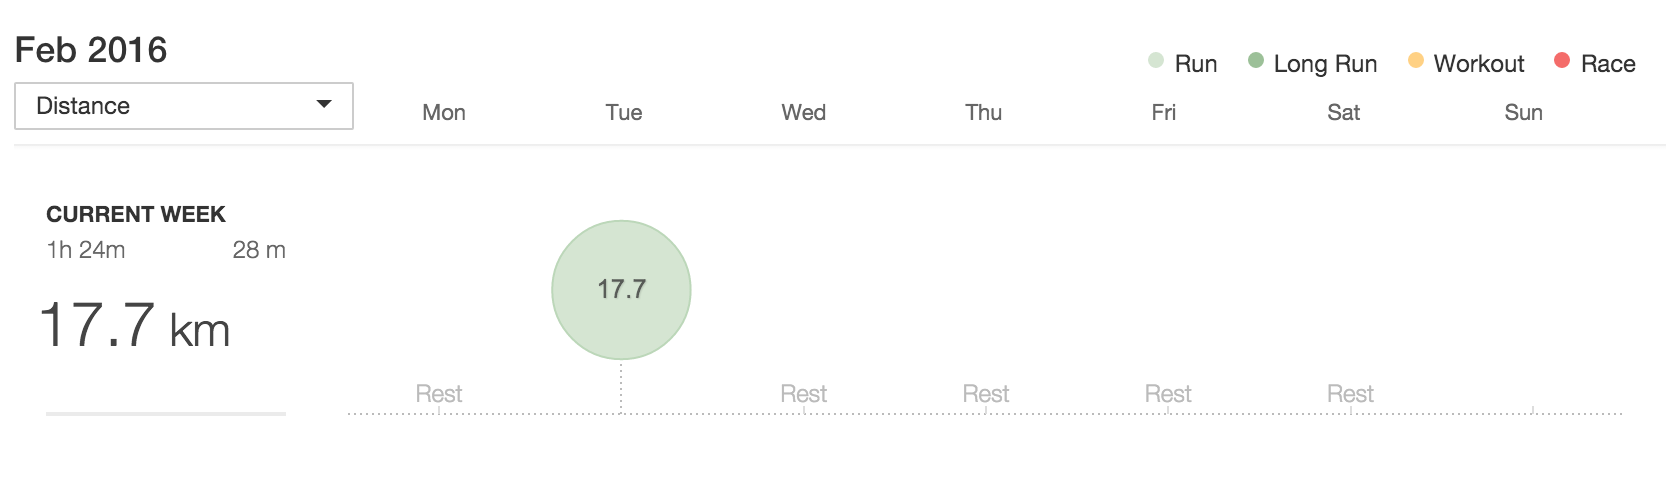 Feb 2016
Run Long Run Workout Race
Distance
Mon Tue Wed Thu Fri Sat Sun
CURRENT WEEK
1h 24m 28 m
17.7 km
17.7
Rest Rest Rest Rest Rest